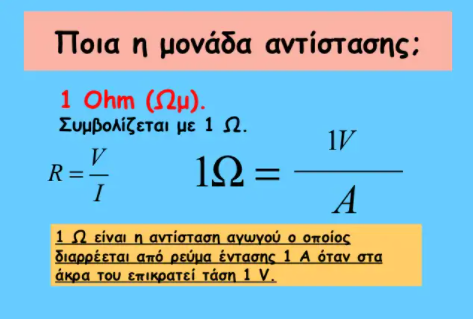 Ποια η μονάδα αντίστασης;
1 Ohm (Ωμ).
Συμβολίζεται με 1 Ω.
R = V / I
1Ω = 1V / A
1 Ω είναι η αντίσταση αγωγού ο οποίος
διαρρέεται από ρεύμα έντασης 1 Α όταν στα
άκρα του επικρατεί τάση 1 V.